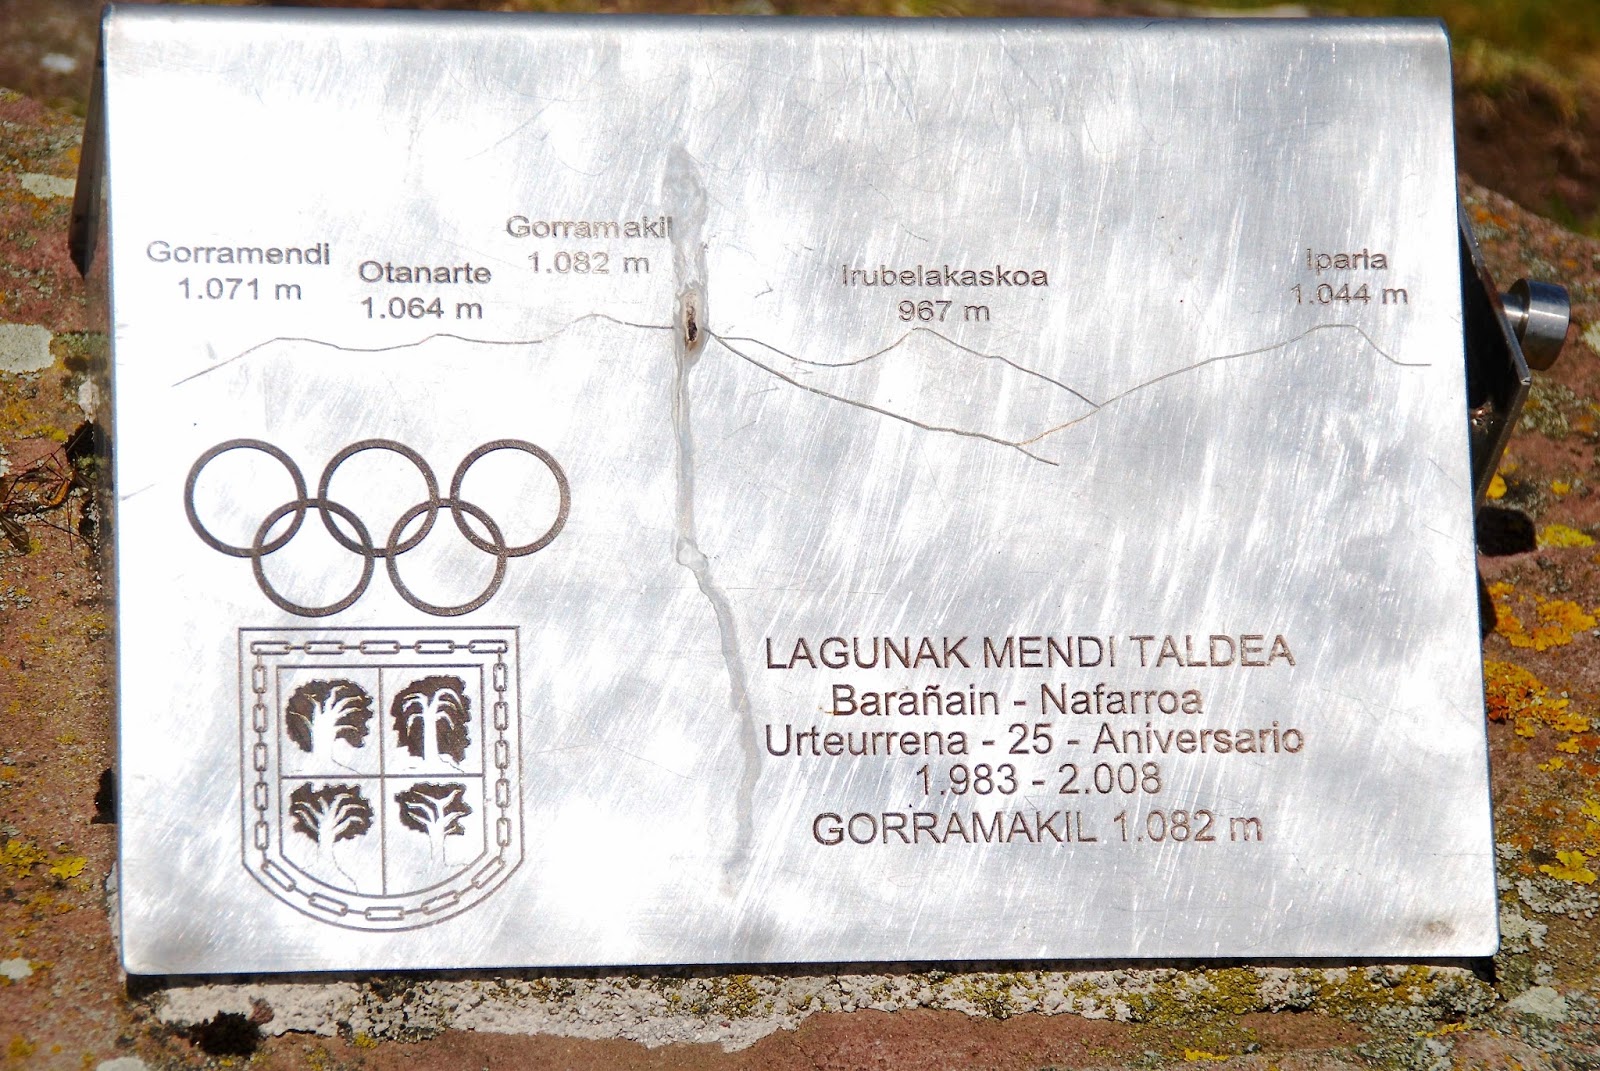 Gorramendi
1.071 m
Otanarte
1.064 m
Gorramakil
1.082 m
Irubelakaskoa
967 m
Iparla
1.044 m
LAGUNAK MENDI TALDEA
Barañain - Nafarroa
Urteurrena - 25 - Aniversario
1.983 - 2.008
GORRAMAKIL 1.082 m